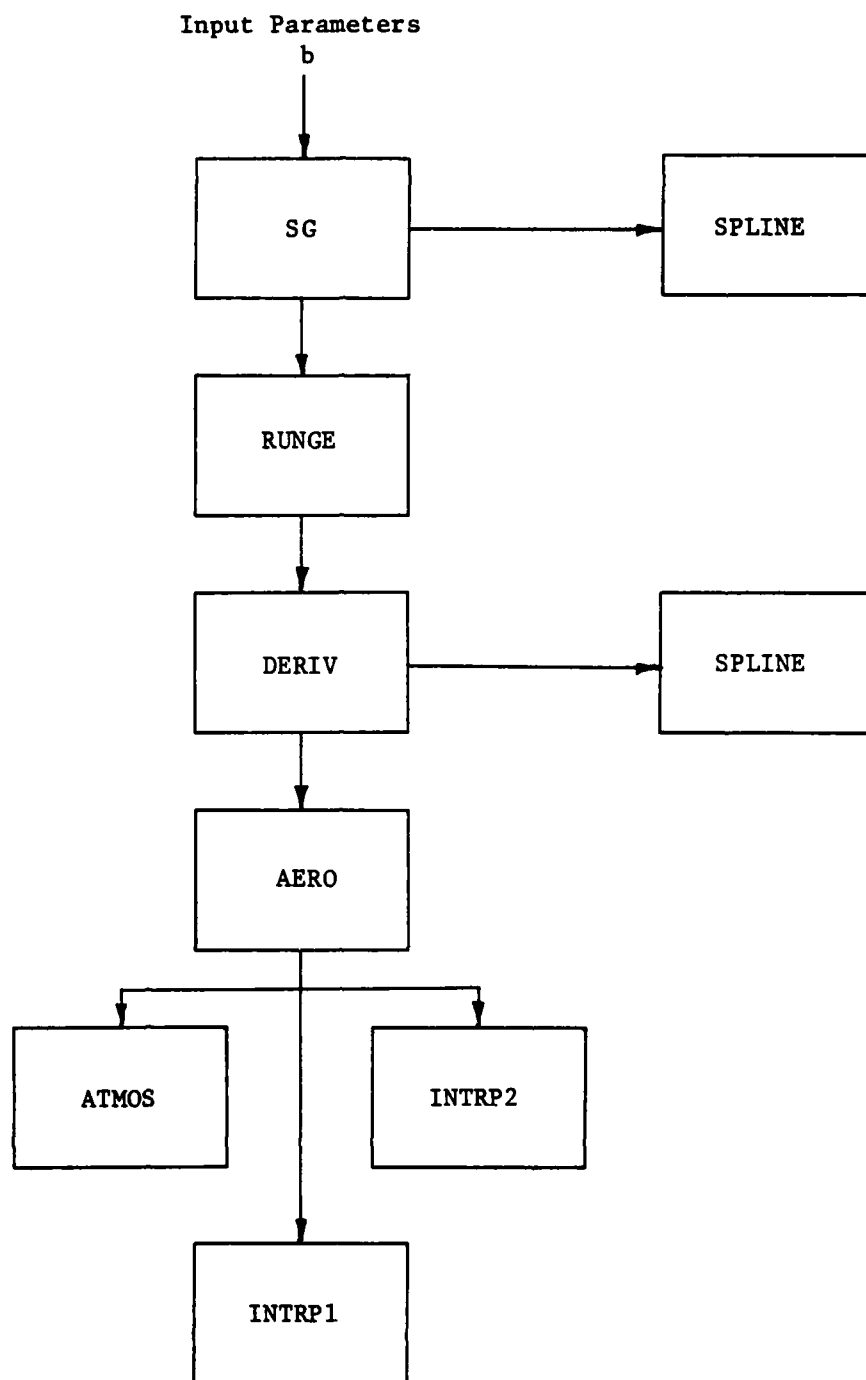 Input Parameters
b
SG
SPLINE
RUNGE
DERIV
SPLINE
AERO
ATMOS
INTRP2
INTRP1